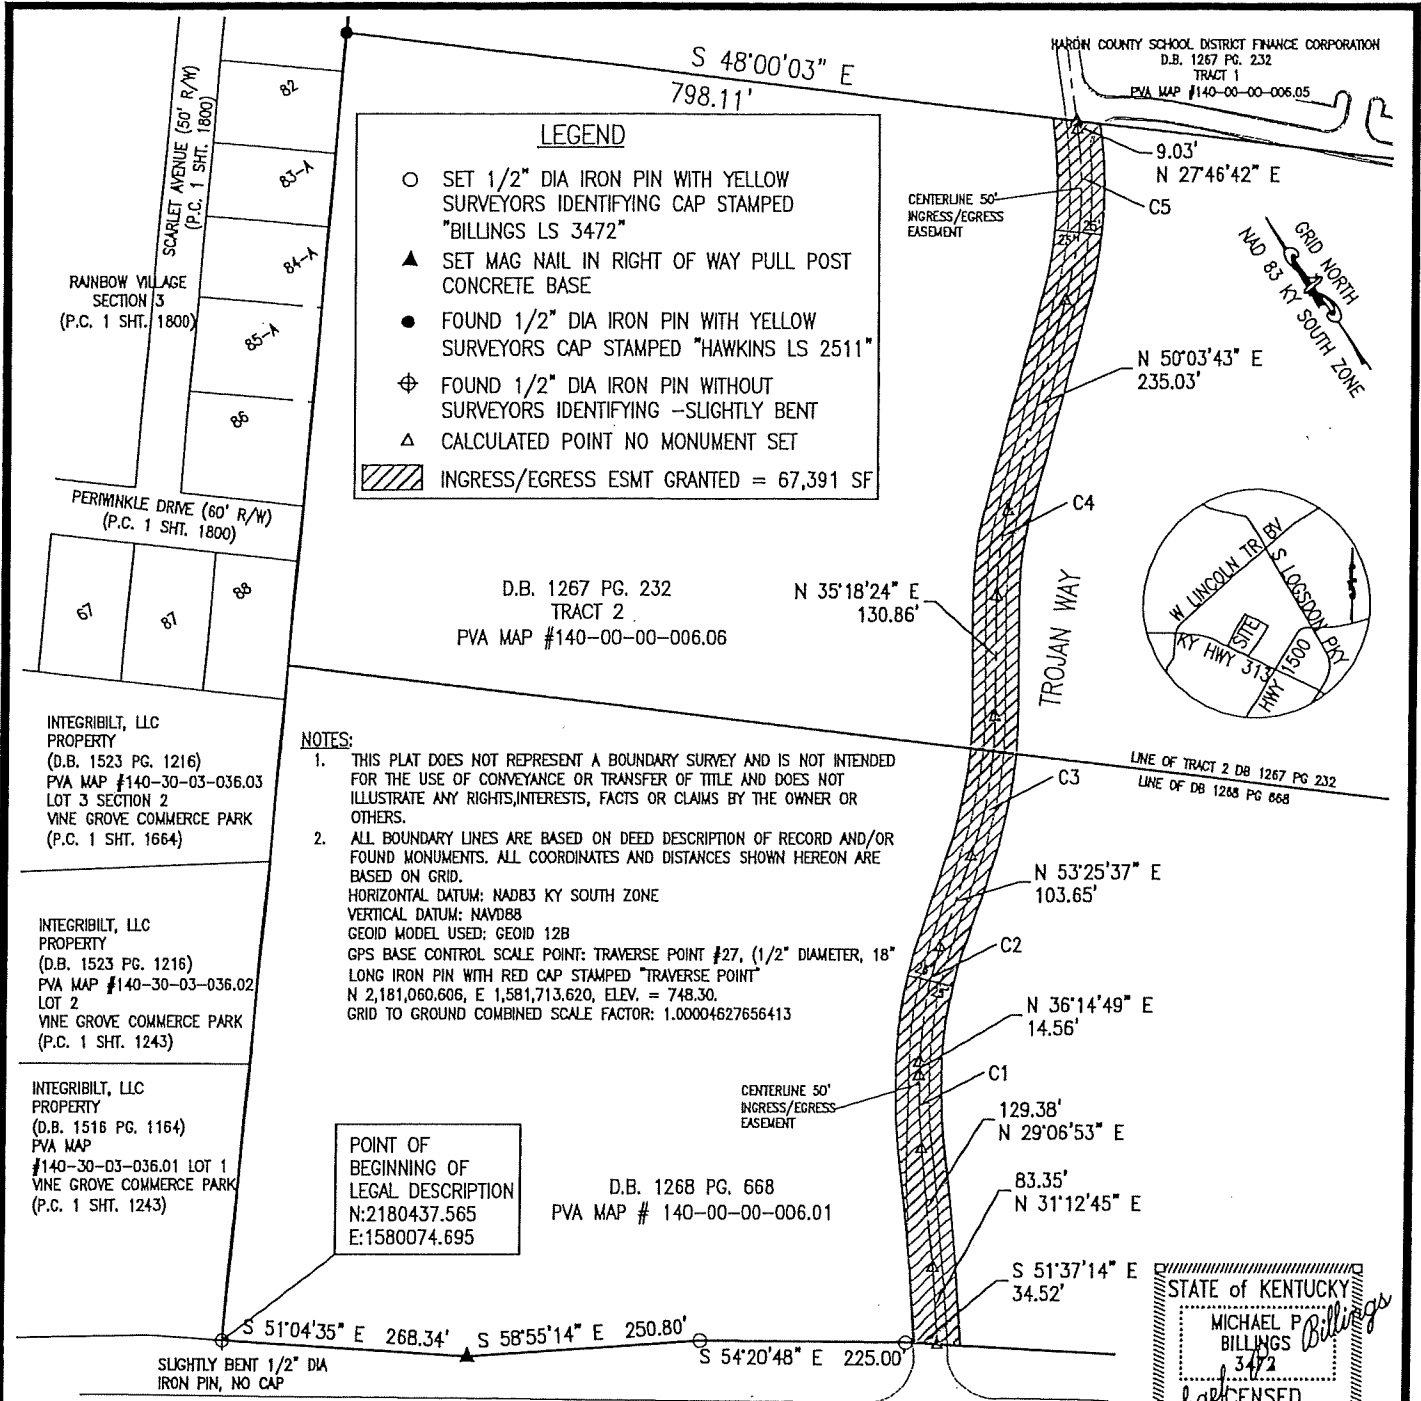 S 48°00'03" E
798.11'
HARDIN COUNTY SCHOOL DISTRICT FINANCE CORPORATION
D.B. 1267 PG. 232
TRACT 1
PVA MAP #140-00-00-006.05
SCARLET AVENUE (50' R/W)
(P.C. 1 SHT. 1800)
82
83-A
84-A
85-A
86
RAINBOW VILLAGE
SECTION 3
(P.C. 1 SHT. 1800)
PERIWINKLE DRIVE (60' R/W)
(P.C. 1 SHT. 1800)
67
87
88
LEGEND
SET 1/2" DIA IRON PIN WITH YELLOW
SURVEYORS IDENTIFYING CAP STAMPED
"BILLINGS LS 3472"
SET MAG NAIL IN RIGHT OF WAY PULL POST
CONCRETE BASE
FOUND 1/2" DIA IRON PIN WITH YELLOW
SURVEYORS CAP STAMPED "HAWKINS LS 2511"
FOUND 1/2" DIA IRON PIN WITHOUT
SURVEYORS IDENTIFYING -SLIGHTLY BENT
CALCULATED POINT NO MONUMENT SET
INGRESS/EGRESS ESMT GRANTED = 67,391 SF
9.03'
N 27°46'42" E
C5
CENTERLINE 50'
INGRESS/EGRESS
EASEMENT
25'
25'
GRID NORTH
NAD 83 KY SOUTH ZONE
N 50°03'43" E
235.03'
C4
N 35°18'24" E
130.86'
TROJAN WAY
W LINCOLN TR BV
S LOGSDON PKY
SITE
KY HWY 313
HWY 1500
D.B. 1267 PG. 232
TRACT 2
PVA MAP #140-00-00-006.06
LINE OF TRACT 2 DB 1267 PG 232
LINE OF DB 1268 PG 668
INTEGRIBILT, LLC
PROPERTY
(D.B. 1523 PG. 1216)
PVA MAP #140-30-03-036.03
LOT 3 SECTION 2
VINE GROVE COMMERCE PARK
(P.C. 1 SHT. 1664)
INTEGRIBILT, LLC
PROPERTY
(D.B. 1523 PG. 1216)
PVA MAP #140-30-03-036.02
LOT 2
VINE GROVE COMMERCE PARK
(P.C. 1 SHT. 1243)
INTEGRIBILT, LLC
PROPERTY
(D.B. 1516 PG. 1164)
PVA MAP
#140-30-03-036.01 LOT 1
VINE GROVE COMMERCE PARK
(P.C. 1 SHT. 1243)
NOTES:
1. THIS PLAT DOES NOT REPRESENT A BOUNDARY SURVEY AND IS NOT INTENDED
FOR THE USE OF CONVEYANCE OR TRANSFER OF TITLE AND DOES NOT
ILLUSTRATE ANY RIGHTS,INTERESTS, FACTS OR CLAIMS BY THE OWNER OR
OTHERS.
2. ALL BOUNDARY LINES ARE BASED ON DEED DESCRIPTION OF RECORD AND/OR
FOUND MONUMENTS. ALL COORDINATES AND DISTANCES SHOWN HEREON ARE
BASED ON GRID.
HORIZONTAL DATUM: NAD83 KY SOUTH ZONE
VERTICAL DATUM: NAVD88
GEOID MODEL USED: GEOID 12B
GPS BASE CONTROL SCALE POINT: TRAVERSE POINT #27, (1/2" DIAMETER, 18"
LONG IRON PIN WITH RED CAP STAMPED "TRAVERSE POINT"
N 2,181,060.606, E 1,581,713.620, ELEV. = 748.30.
GRID TO GROUND COMBINED SCALE FACTOR: 1.00004627656413
C3
N 53°25'37" E
103.65'
C2
25'
25'
N 36°14'49" E
14.56'
C1
CENTERLINE 50'
INGRESS/EGRESS
EASEMENT
129.38'
N 29°06'53" E
83.35'
N 31°12'45" E
S 51°37'14" E
34.52'
POINT OF
BEGINNING OF
LEGAL DESCRIPTION
N:2180437.565
E:1580074.695
D.B. 1268 PG. 668
PVA MAP # 140-00-00-006.01
S 51°04'35" E 268.34'
S 58°55'14" E 250.80'
S 54°20'48" E 225.00'
SLIGHTLY BENT 1/2" DIA
IRON PIN, NO CAP
STATE of KENTUCKY
MICHAEL P
BILLINGS
3472
LICENSED
Billings